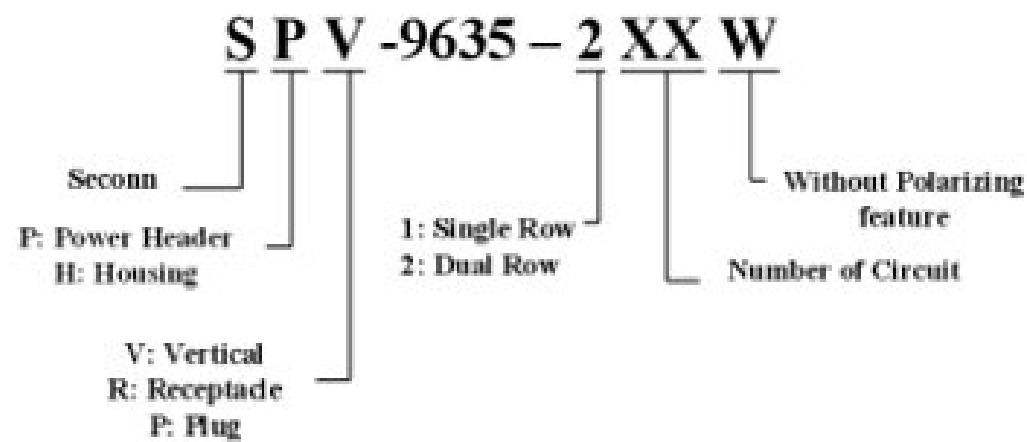 S P V -9635 – 2 XX W
Seconn
P: Power Header
H: Housing
V: Vertical
R: Receptade
P: Plug
1: Single Row
2: Dual Row
Without Polarizing
feature
Number of Circuit